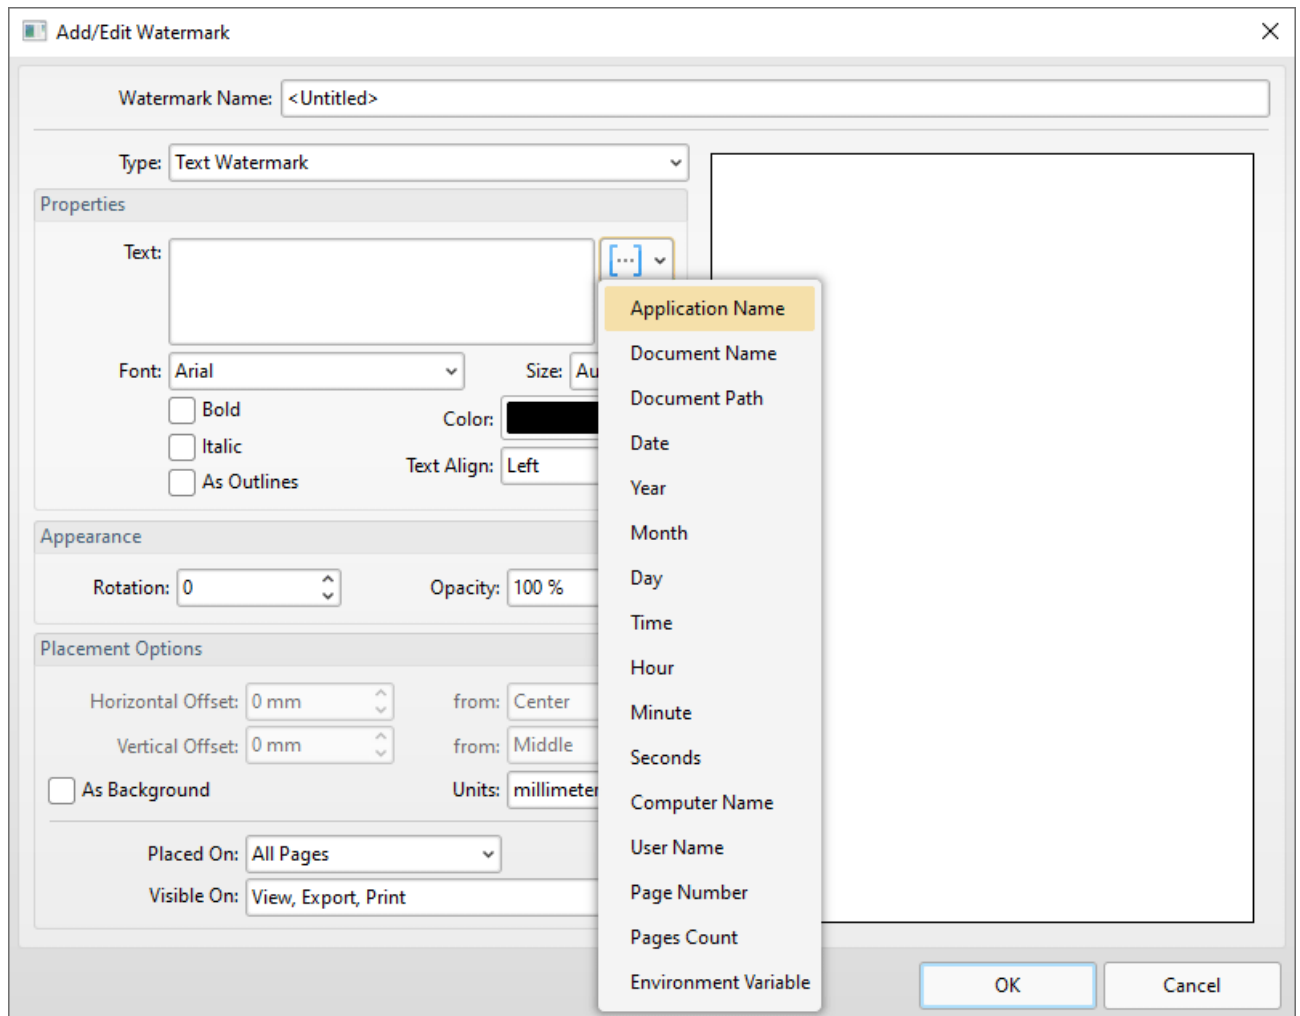 Add/Edit Watermark
Watermark Name: <Untitled>
Type: Text Watermark
Properties
Text:
[...]
Application Name
Document Name
Document Path
Date
Year
Month
Day
Time
Hour
Minute
Seconds
Computer Name
User Name
Page Number
Pages Count
Environment Variable
Font: Arial
Size: Au
Bold
Color:
Italic
Text Align: Left
As Outlines
Appearance
Rotation: 0
Opacity: 100 %
Placement Options
Horizontal Offset: 0 mm
from: Center
Vertical Offset: 0 mm
from: Middle
As Background
Units: millimeter
Placed On: All Pages
Visible On: View, Export, Print
OK
Cancel